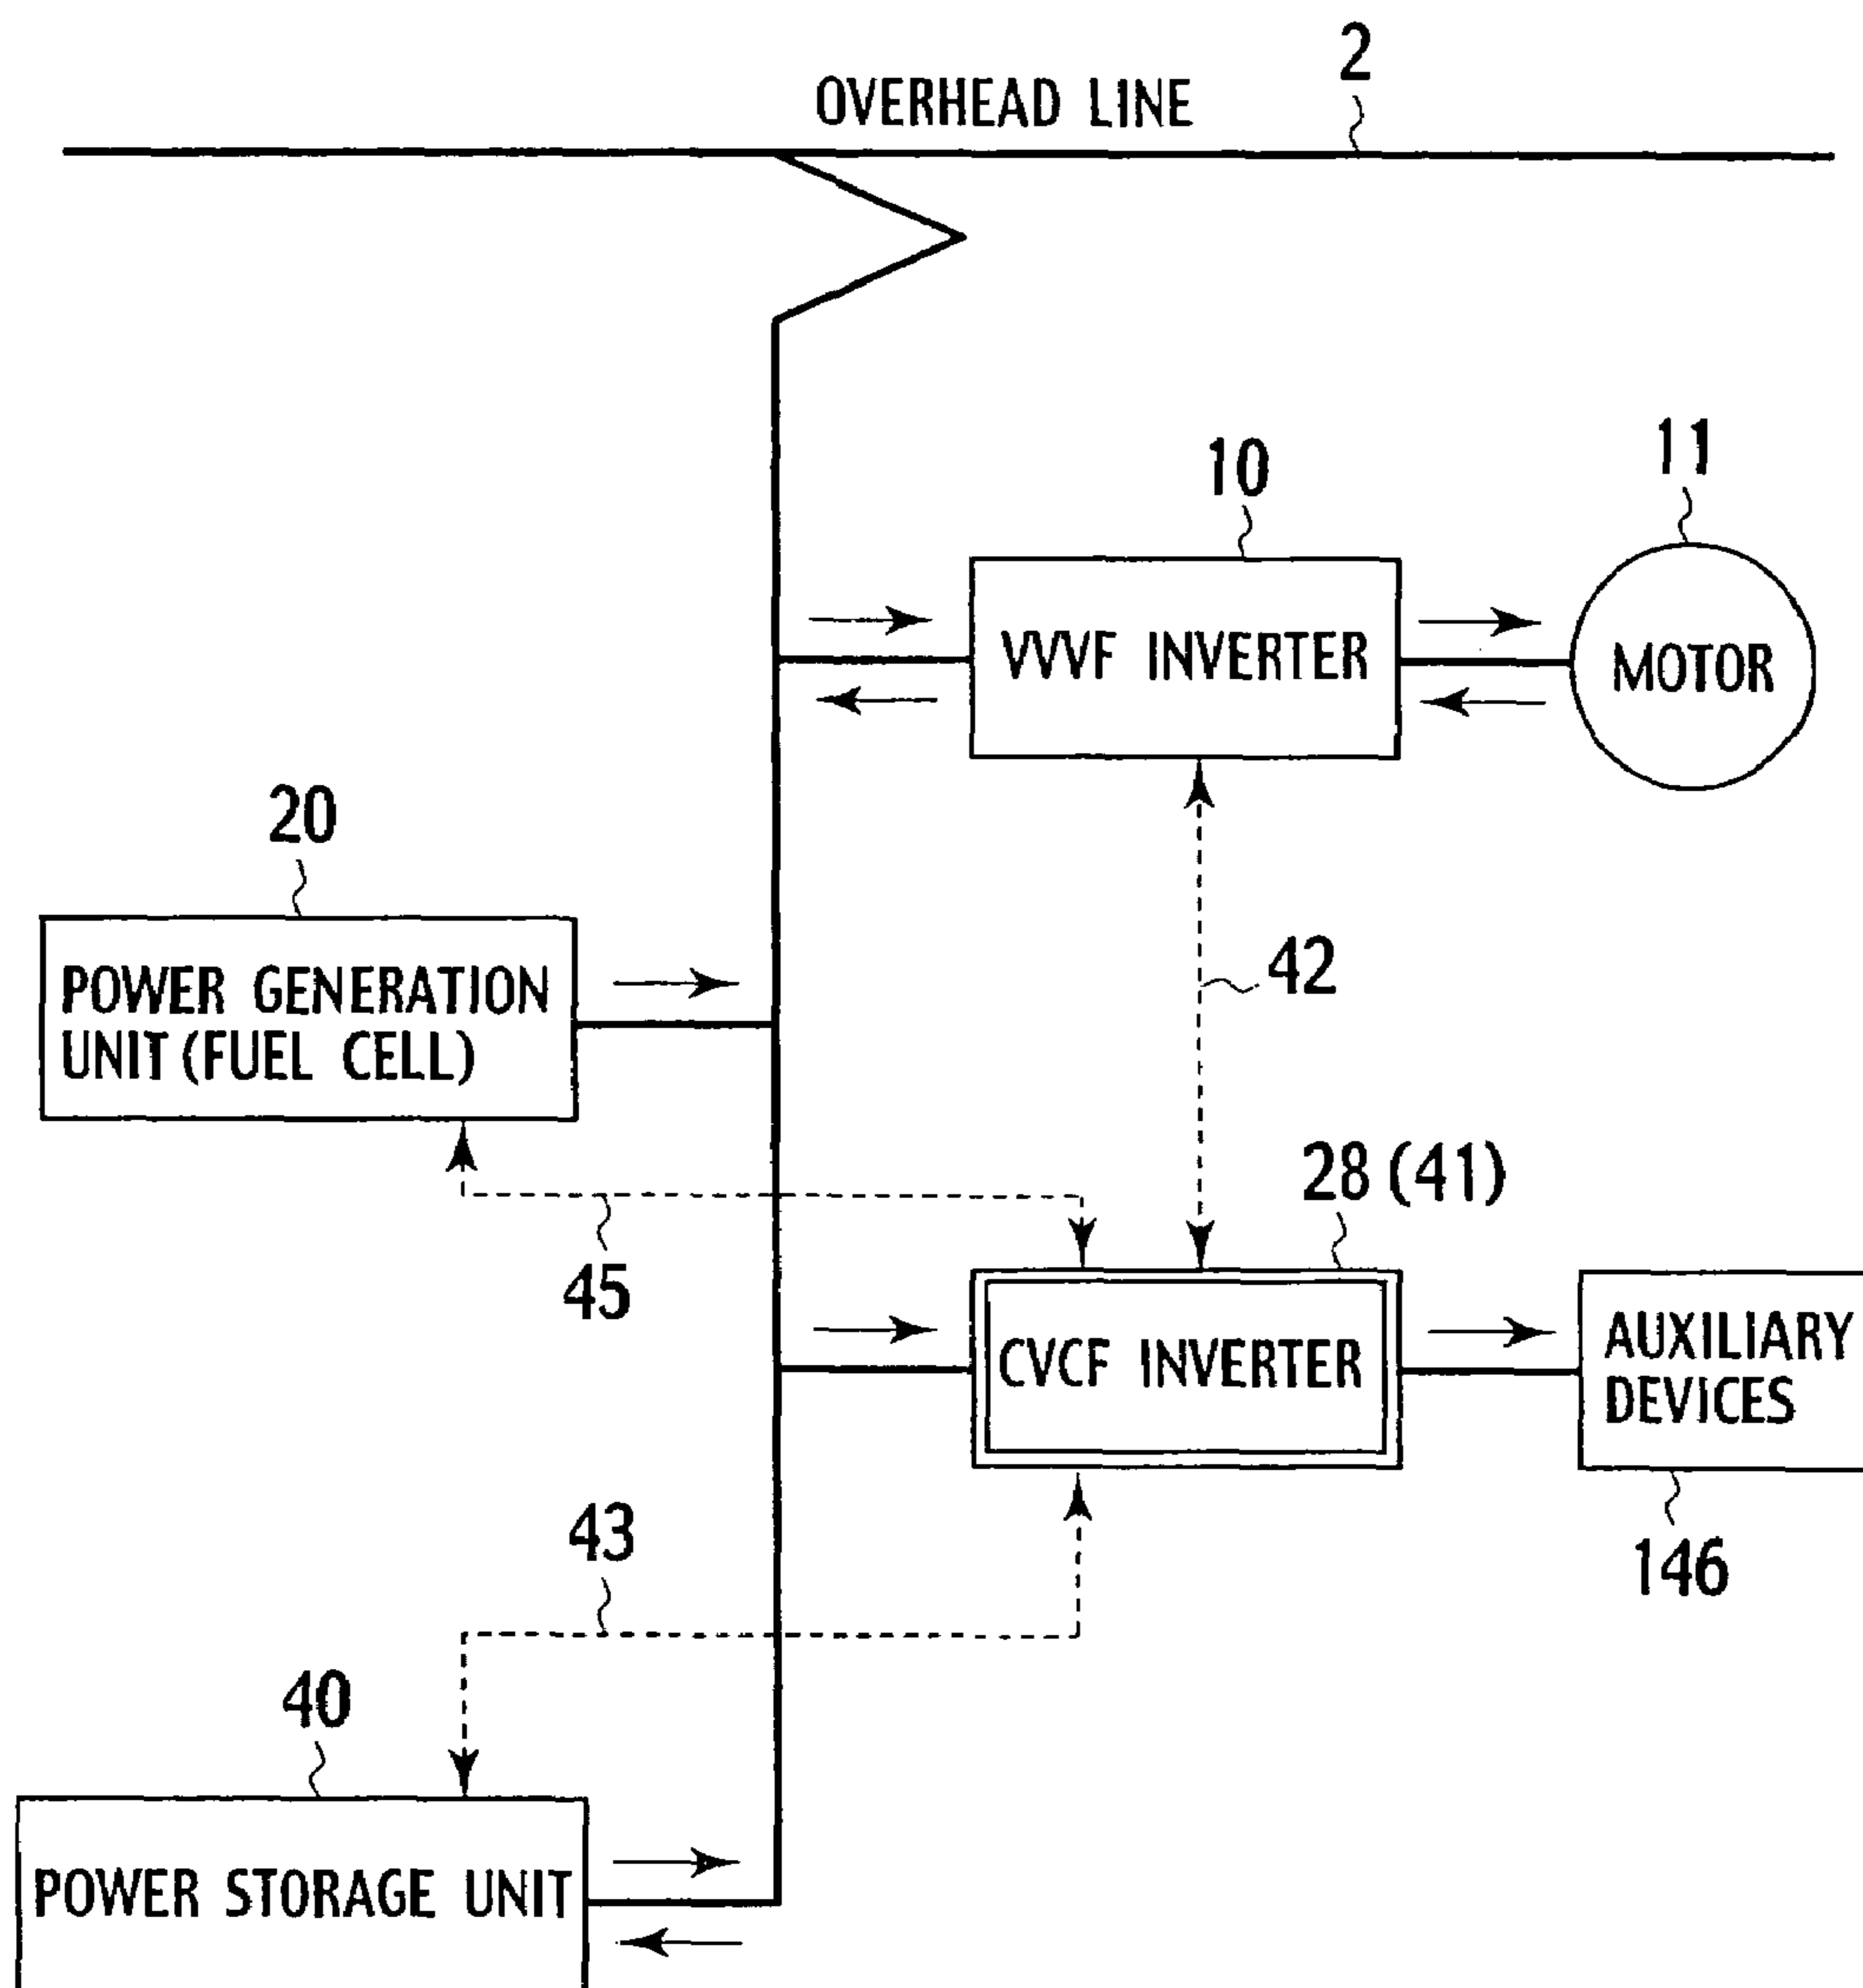 2
OVERHEAD LINE
11
10
VVVF INVERTER
MOTOR
20
42
POWER GENERATION
UNIT (FUEL CELL)
28 (41)
45
CVCF INVERTER
AUXILIARY
DEVICES
43
146
40
POWER STORAGE UNIT